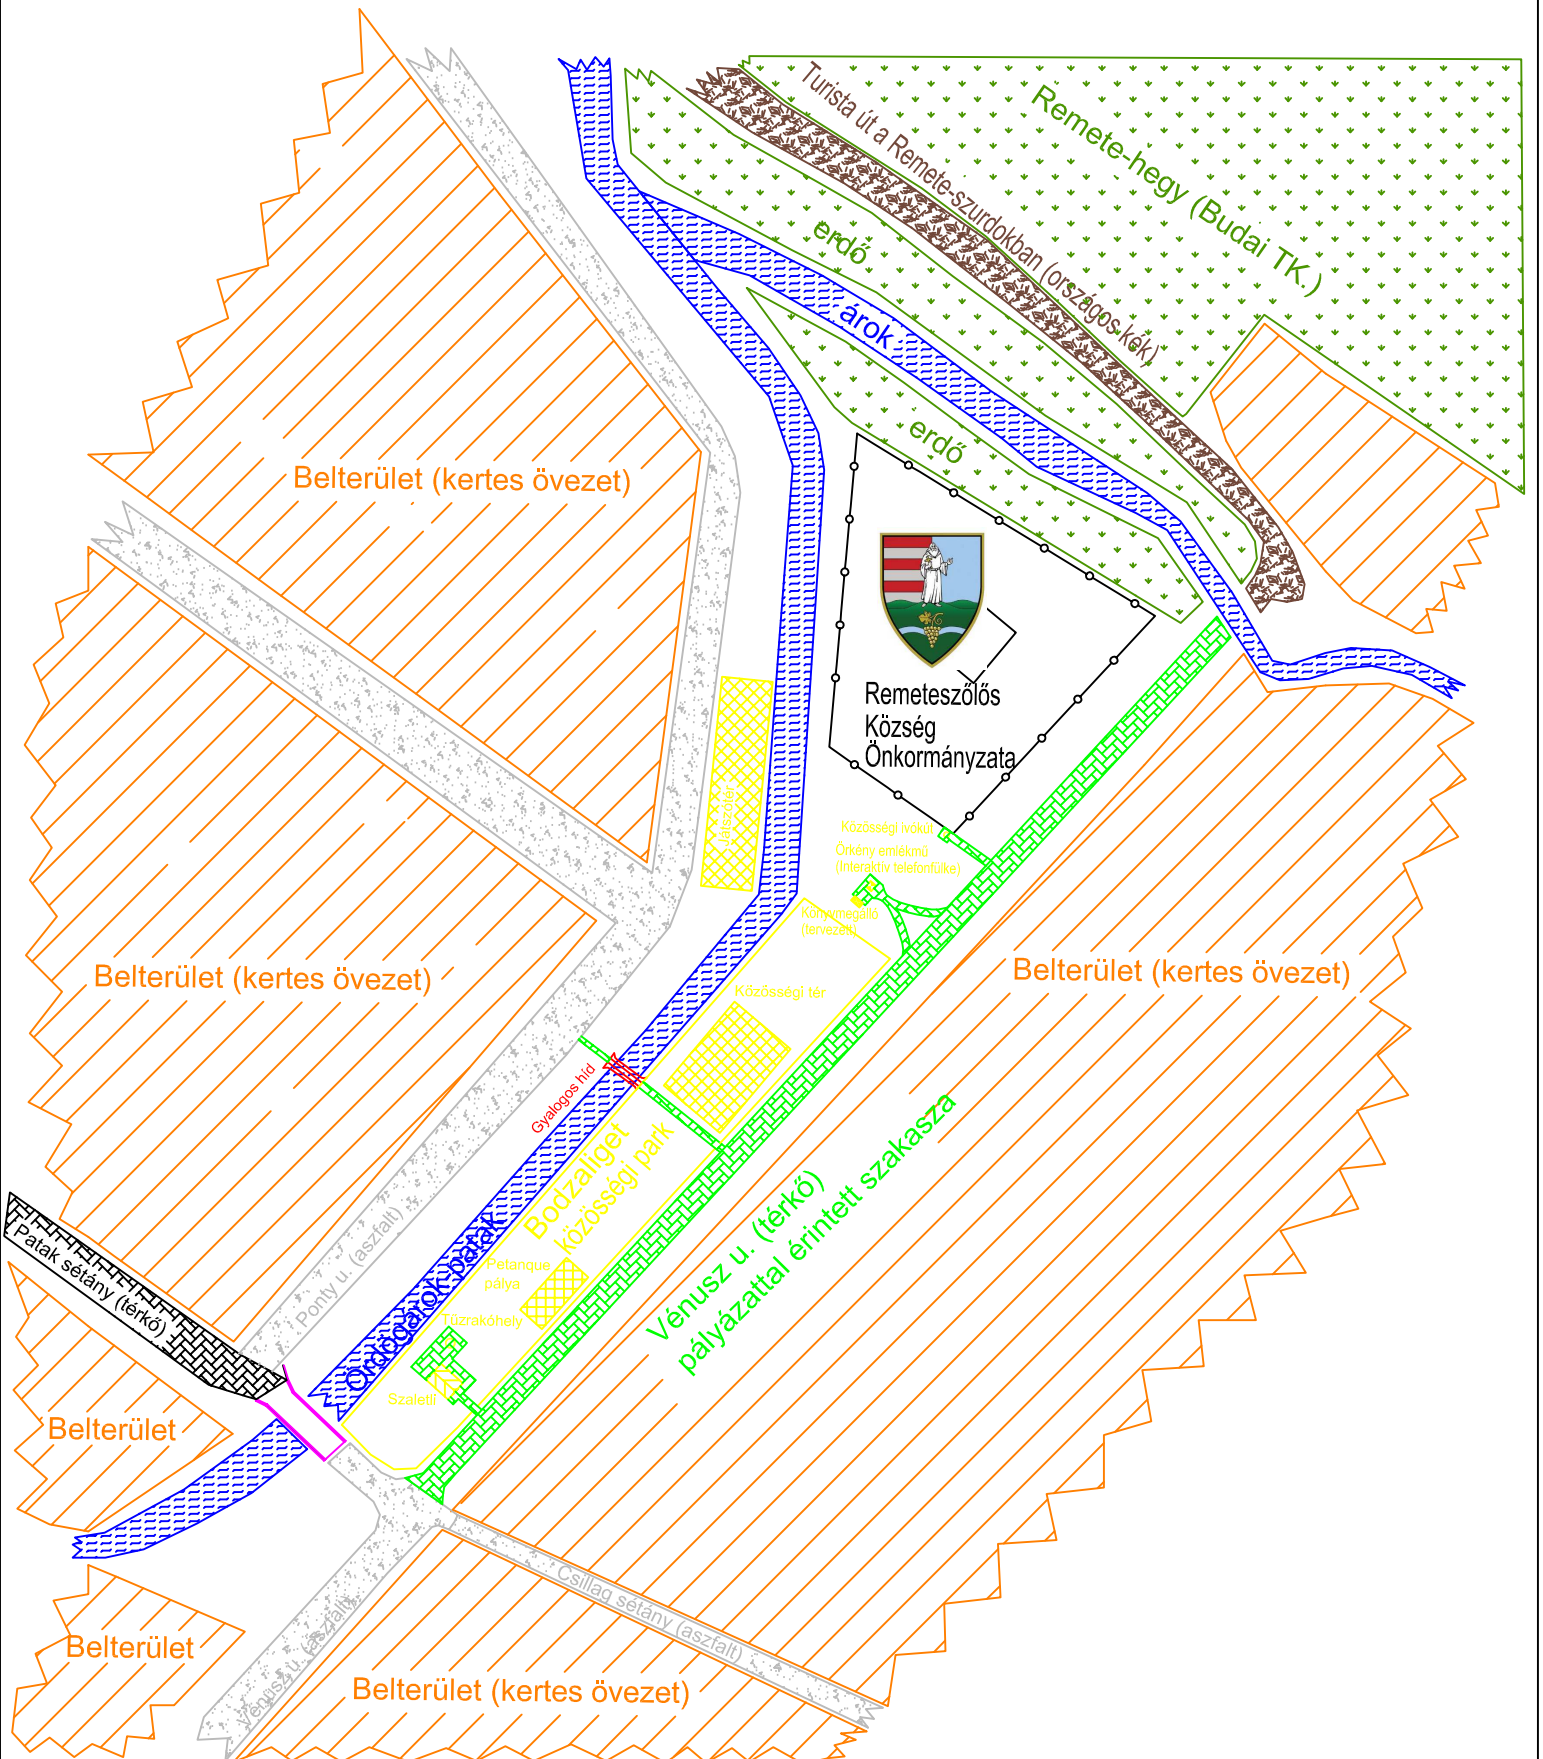 Turista út a Remete-szurdokban (országos kék)
Remete-hegy (Budai TK.)
erdő
árok
erdő
Belterület (kertes övezet)
Remeteszőlős
Község
Önkormányzata
Játszótér
Közösségi ivókút
Örkény emlékmű
(Interaktív telefonfülke)
Könyvmegálló
(tervezett)
Belterület (kertes övezet)
Belterület (kertes övezet)
Közösségi tér
Gyalogos híd
Bodzaliget
közösségi park
Vénusz u. (térkő)
pályázattal érintett szakasza
Patak sétány (térkő)
Ponty u. (aszfalt)
Ördögárok-patak
Petanque
pálya
Tűzrakóhely
Szaletli
Belterület
Csillag sétány (aszfalt)
Vénusz u. (aszfalt)
Belterület
Belterület (kertes övezet)